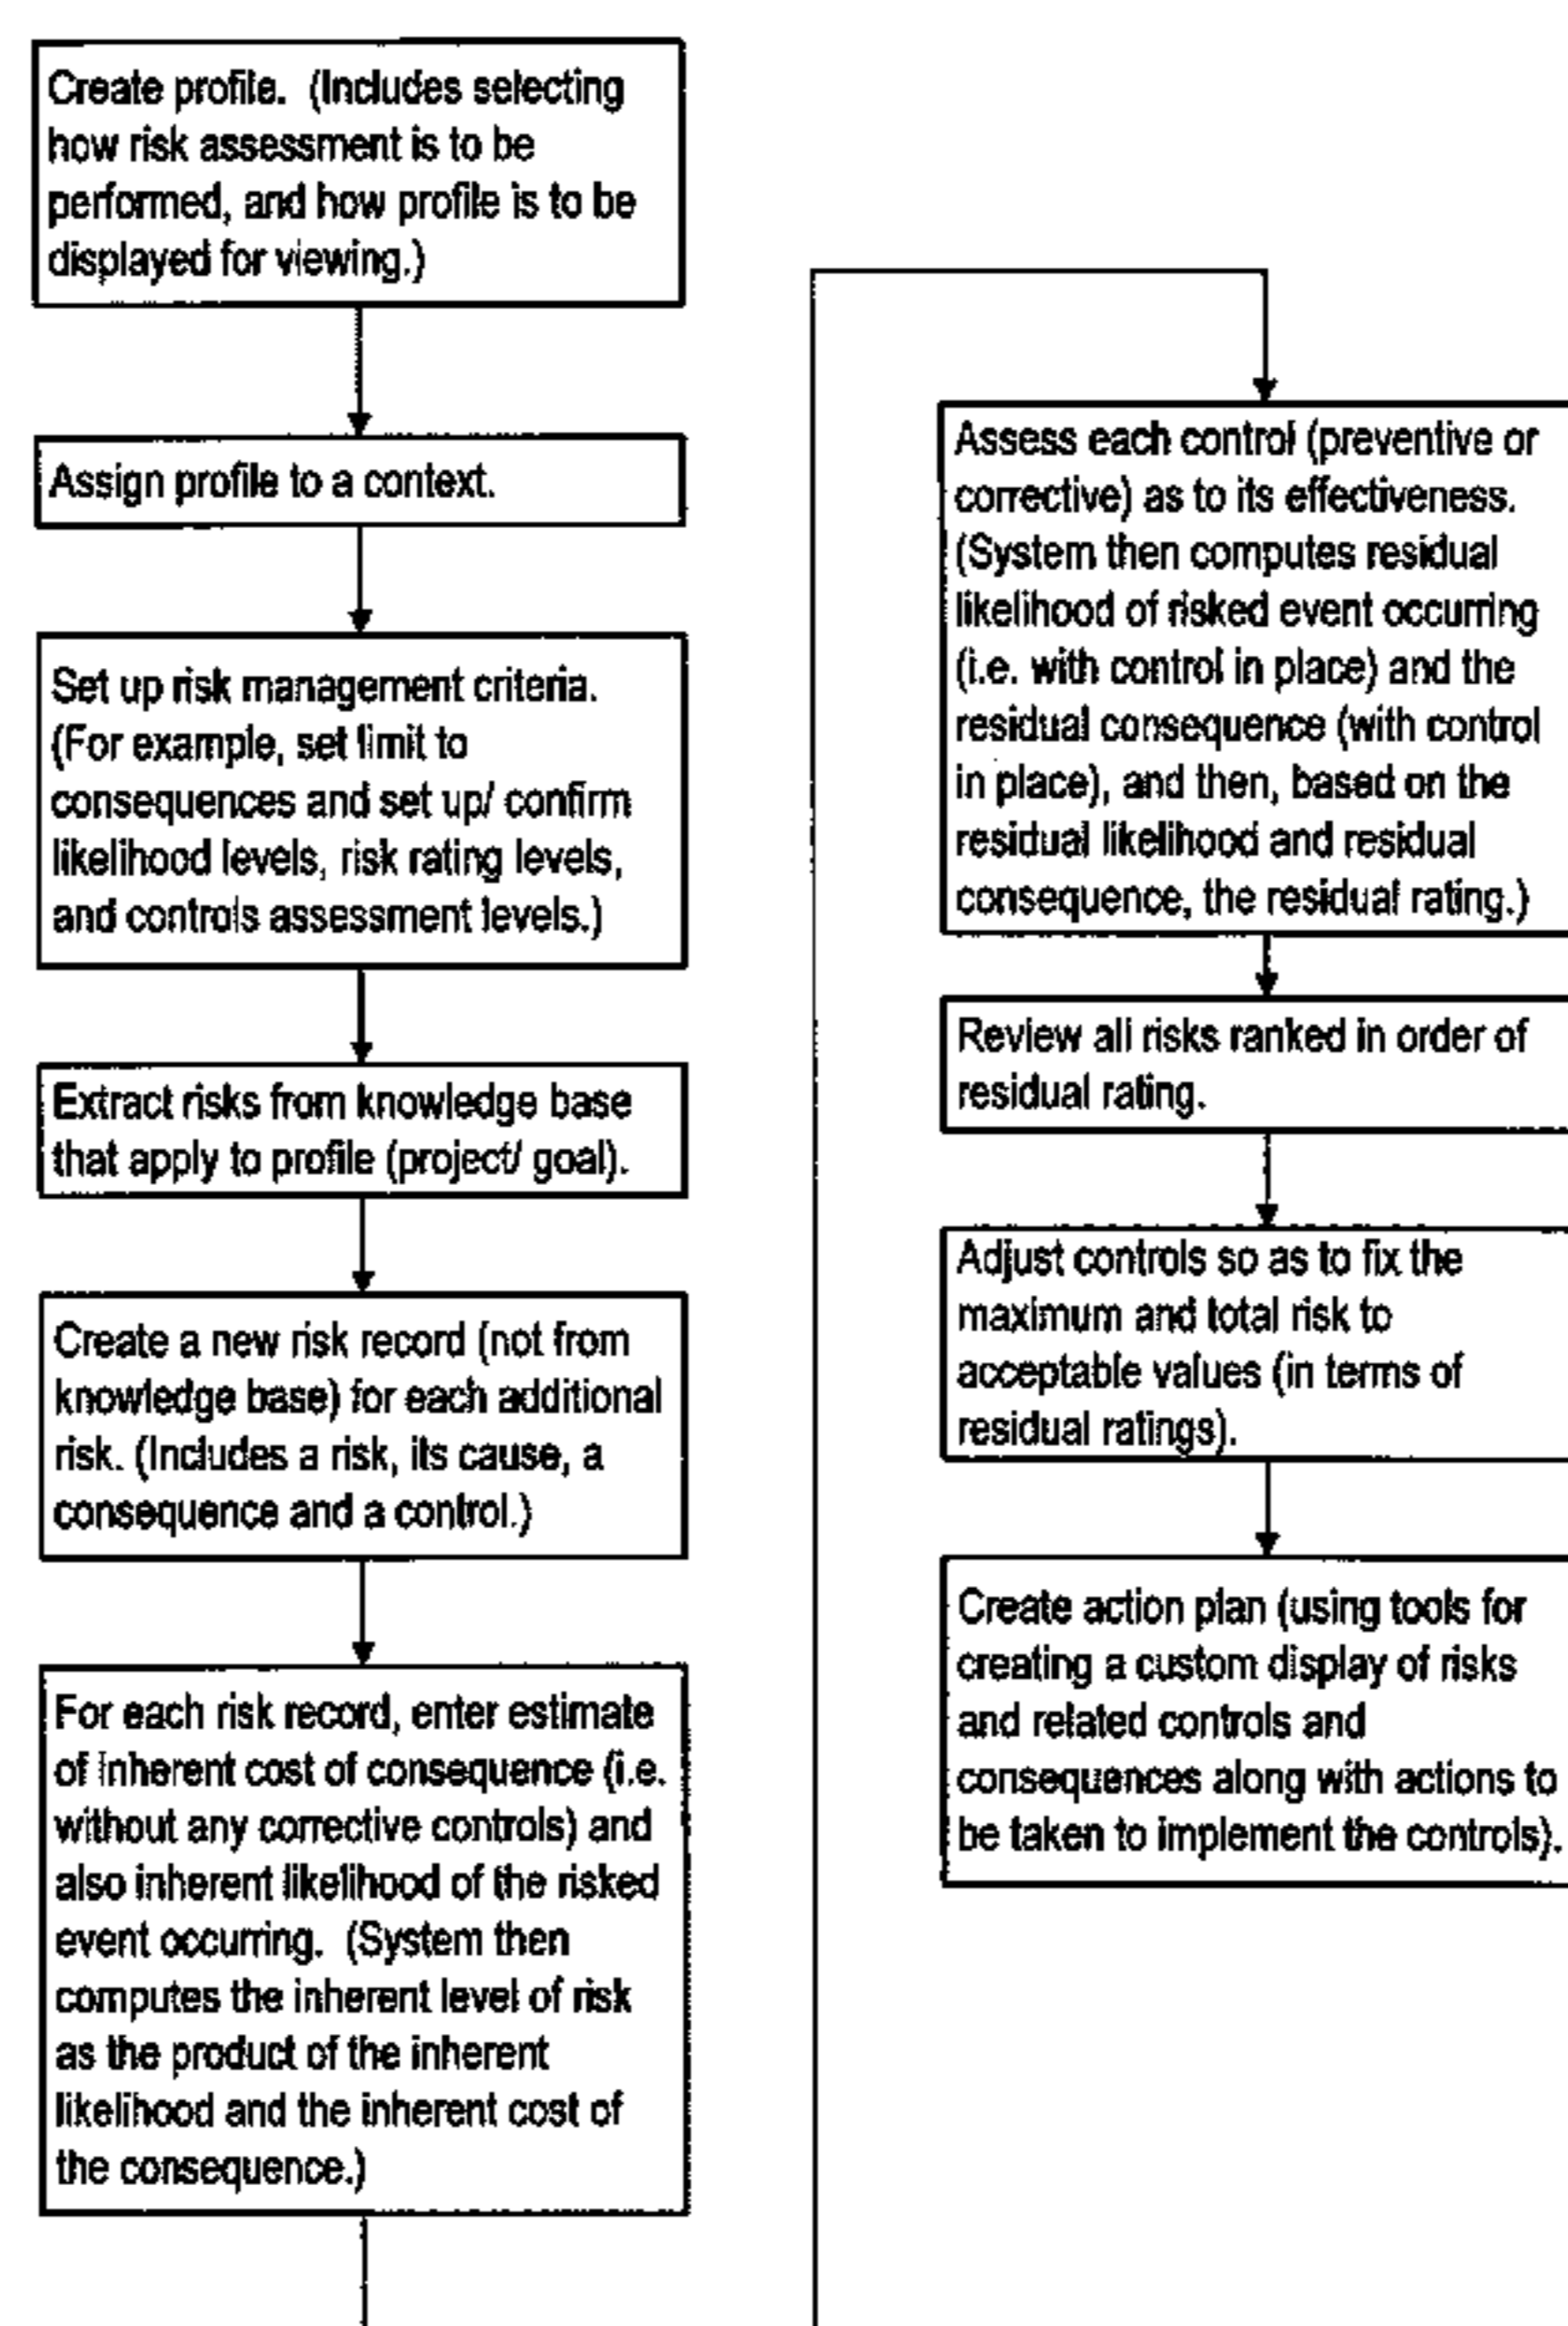 Create profile. (Includes selecting
how risk assessment is to be
performed, and how profile is to be
displayed for viewing.)
Assign profile to a context.
Set up risk management criteria.
(For example, set limit to
consequences and set up/ confirm
likelihood levels, risk rating levels,
and controls assessment levels.)
Extract risks from knowledge base
that apply to profile (project/ goal).
Create a new risk record (not from
knowledge base) for each additional
risk. (Includes a risk, its cause, a
consequence and a control.)
For each risk record, enter estimate
of inherent cost of consequence (i.e.
without any corrective controls) and
also inherent likelihood of the risked
event occurring. (System then
computes the inherent level of risk
as the product of the inherent
likelihood and the inherent cost of
the consequence.)
Assess each control (preventive or
corrective) as to its effectiveness.
(System then computes residual
likelihood of risked event occurring
(i.e. with control in place) and the
residual consequence (with control
in place), and then, based on the
residual likelihood and residual
consequence, the residual rating.)
Review all risks ranked in order of
residual rating.
Adjust controls so as to fix the
maximum and total risk to
acceptable values (in terms of
residual ratings).
Create action plan (using tools for
creating a custom display of risks
and related controls and
consequences along with actions to
be taken to implement the controls).